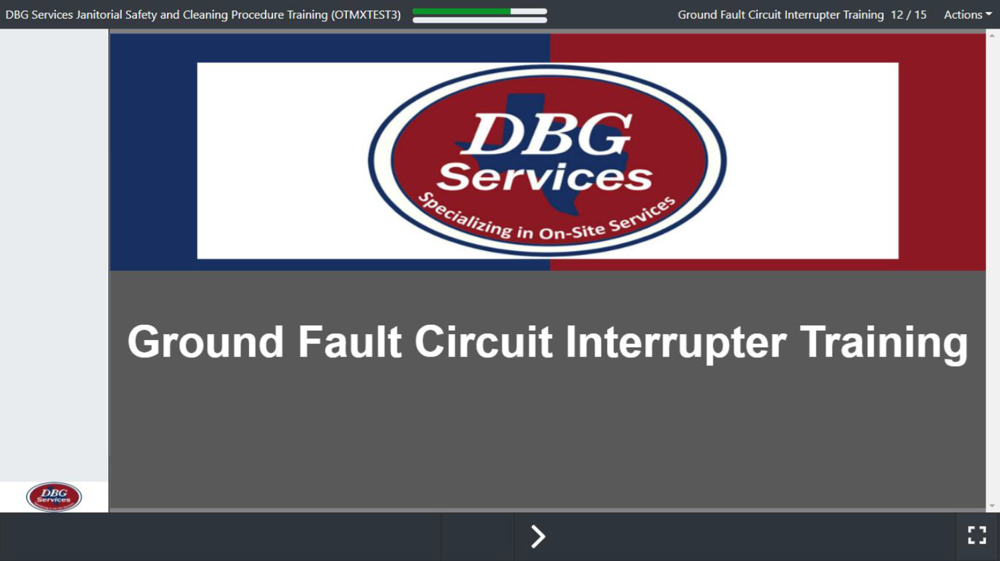 DBG Services Janitorial Safety and Cleaning Procedure Training (OTMXTEST3)
Ground Fault Circuit Interrupter Training 12 / 15 Actions
DBG
Services
Specializing in On-Site Services
Ground Fault Circuit Interrupter Training
DBG
Services